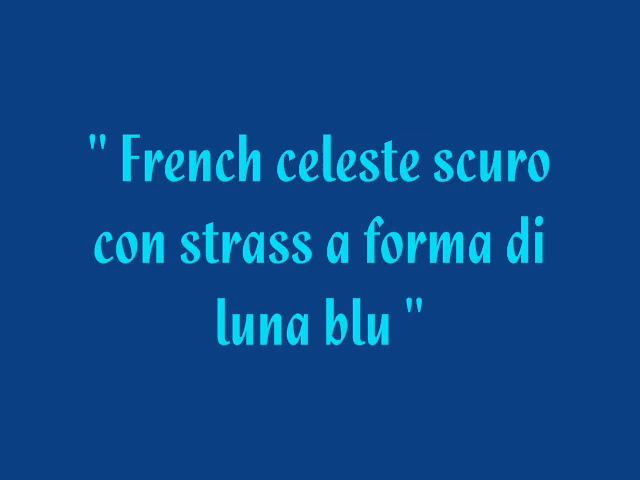 " French celeste scuro
con strass a forma di
luna blu "